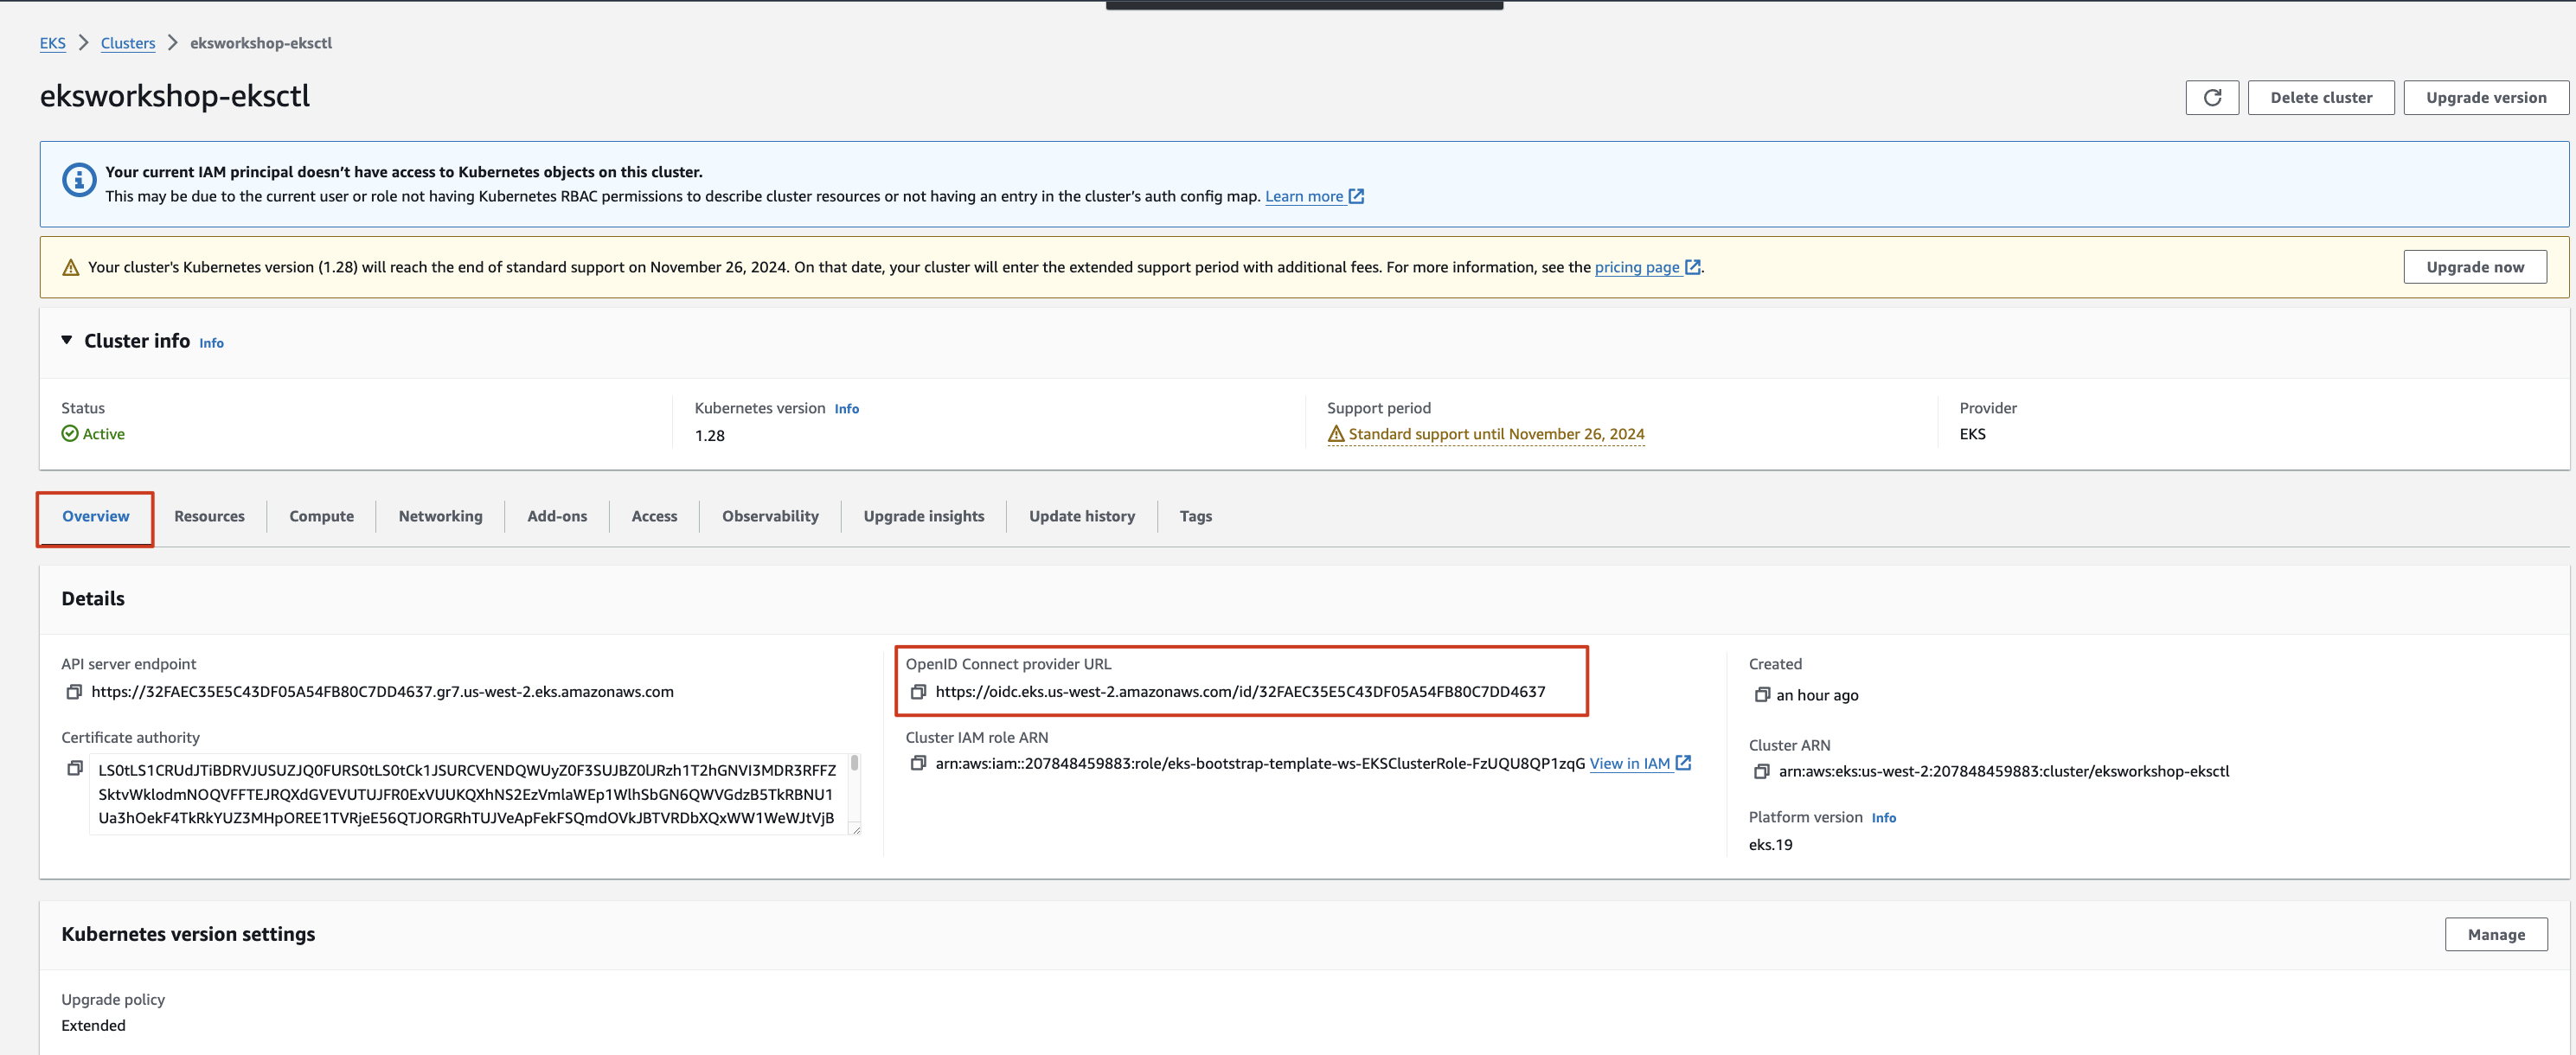 EKS > Clusters > eksworkshop-eksctl
eksworkshop-eksctl
Delete cluster
Upgrade version
Your current IAM principal doesn't have access to Kubernetes objects on this cluster.
This may be due to the current user or role not having Kubernetes RBAC permissions to describe cluster resources or not having an entry in the cluster's auth config map. Learn more
Your cluster's Kubernetes version (1.28) will reach the end of standard support on November 26, 2024. On that date, your cluster will enter the extended support period with additional fees. For more information, see the pricing page.
Upgrade now
Cluster info Info
Status
Active
Kubernetes version Info
1.28
Support period
Standard support until November 26, 2024
Provider
EKS
Overview
Resources
Compute
Networking
Add-ons
Access
Observability
Upgrade insights
Update history
Tags
Details
API server endpoint
https://32FAEC35E5C43DF05A54FB80C7DD4637.gr7.us-west-2.eks.amazonaws.com
Certificate authority
LS0tLS1CRUdJTiBDRVJUSUZJQ0FURS0tLS0tCk1JSURCVENDQWUyZ0F3SUJBZ0lJRzh1T2hGNVI3MDR3RFFZ
SktvWklodmNOQVFFTEJRQXdGVEVUTUJFR0ExVUUKQXhNS2EzVmlaWEp1WlhSbGN6QWVGdzB5TkRBNU1
Ua3hOekF4TkRkYUZ3MHpOREE1TVRjeE56QTJORGRhTUJVeApFekFSQmdOVkJBTVRDbXQxWW1WeWJtVjB
OpenID Connect provider URL
https://oidc.eks.us-west-2.amazonaws.com/id/32FAEC35E5C43DF05A54FB80C7DD4637
Cluster IAM role ARN
arn:aws:iam::207848459883:role/eks-bootstrap-template-ws-EKSClusterRole-FzUQU8QP1zqG View in IAM
Created
an hour ago
Cluster ARN
arn:aws:eks:us-west-2:207848459883:cluster/eksworkshop-eksctl
Platform version Info
eks.19
Kubernetes version settings
Manage
Upgrade policy
Extended